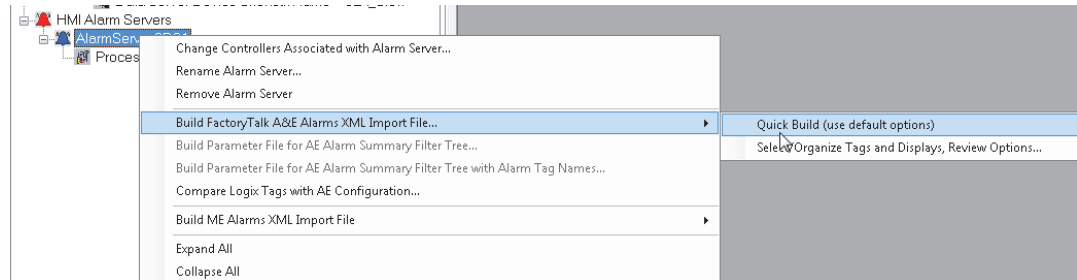 HMI Alarm Servers
Change Controllers Associated with Alarm Server...
Rename Alarm Server...
Remove Alarm Server
Build FactoryTalk A&E Alarms XML Import File...
Quick Build (use default options)
Build Parameter File for AE Alarm Summary Filter Tree...
Organize Tags and Displays, Review Options...
Build Parameter File for AE Alarm Summary Filter Tree with Alarm Tag Names...
Compare Logix Tags with AE Configuration...
Build ME Alarms XML Import File
Expand All
Collapse All